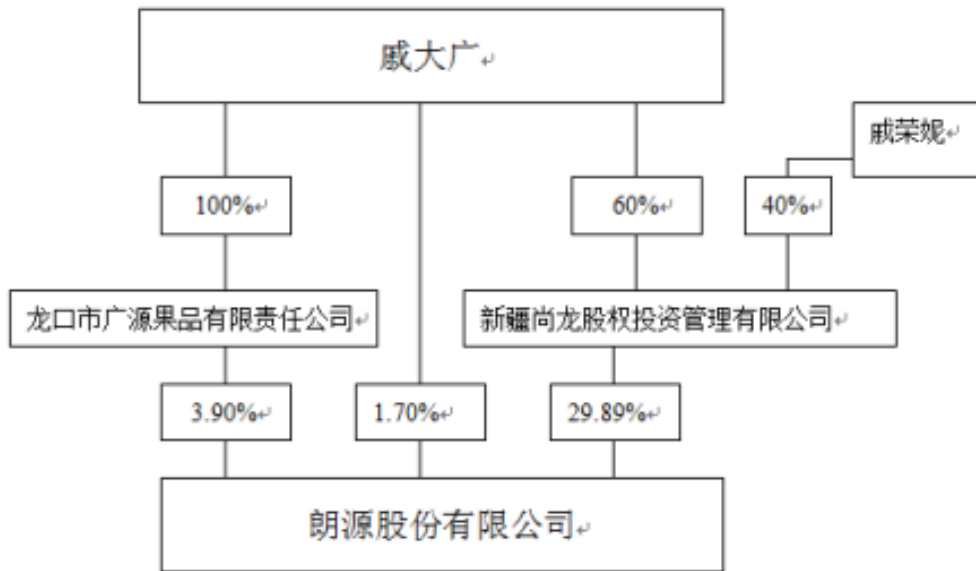 戚大广
戚荣妮
100%
60%
40%
龙口市广源果品有限责任公司
新疆尚龙股权投资管理有限公司
3.90%
1.70%
29.89%
朗源股份有限公司